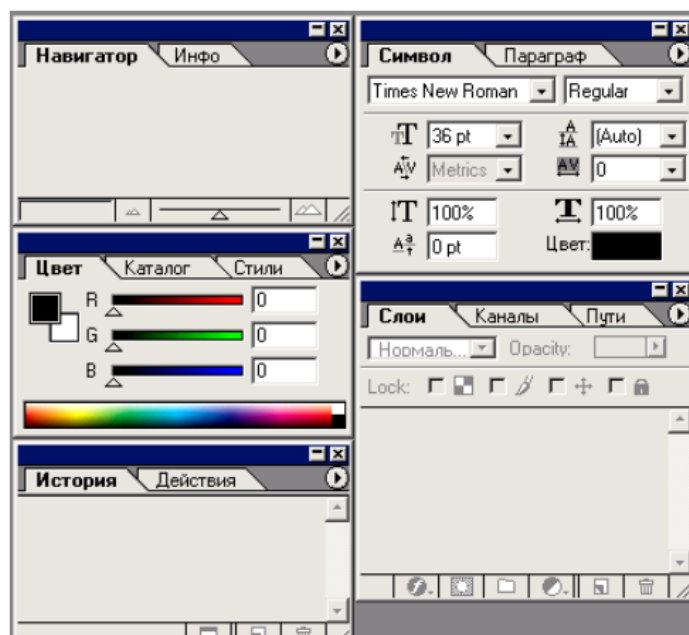 Навигатор Инфо
Цвет Каталог Стили
R 0
G 0
B 0
История Действия
Символ Параграф
Times New Roman Regular
36 pt (Auto)
Metrics 0
100% 100%
0 pt Цвет:
Слои Каналы Пути
Нормаль... Opacity:
Lock: